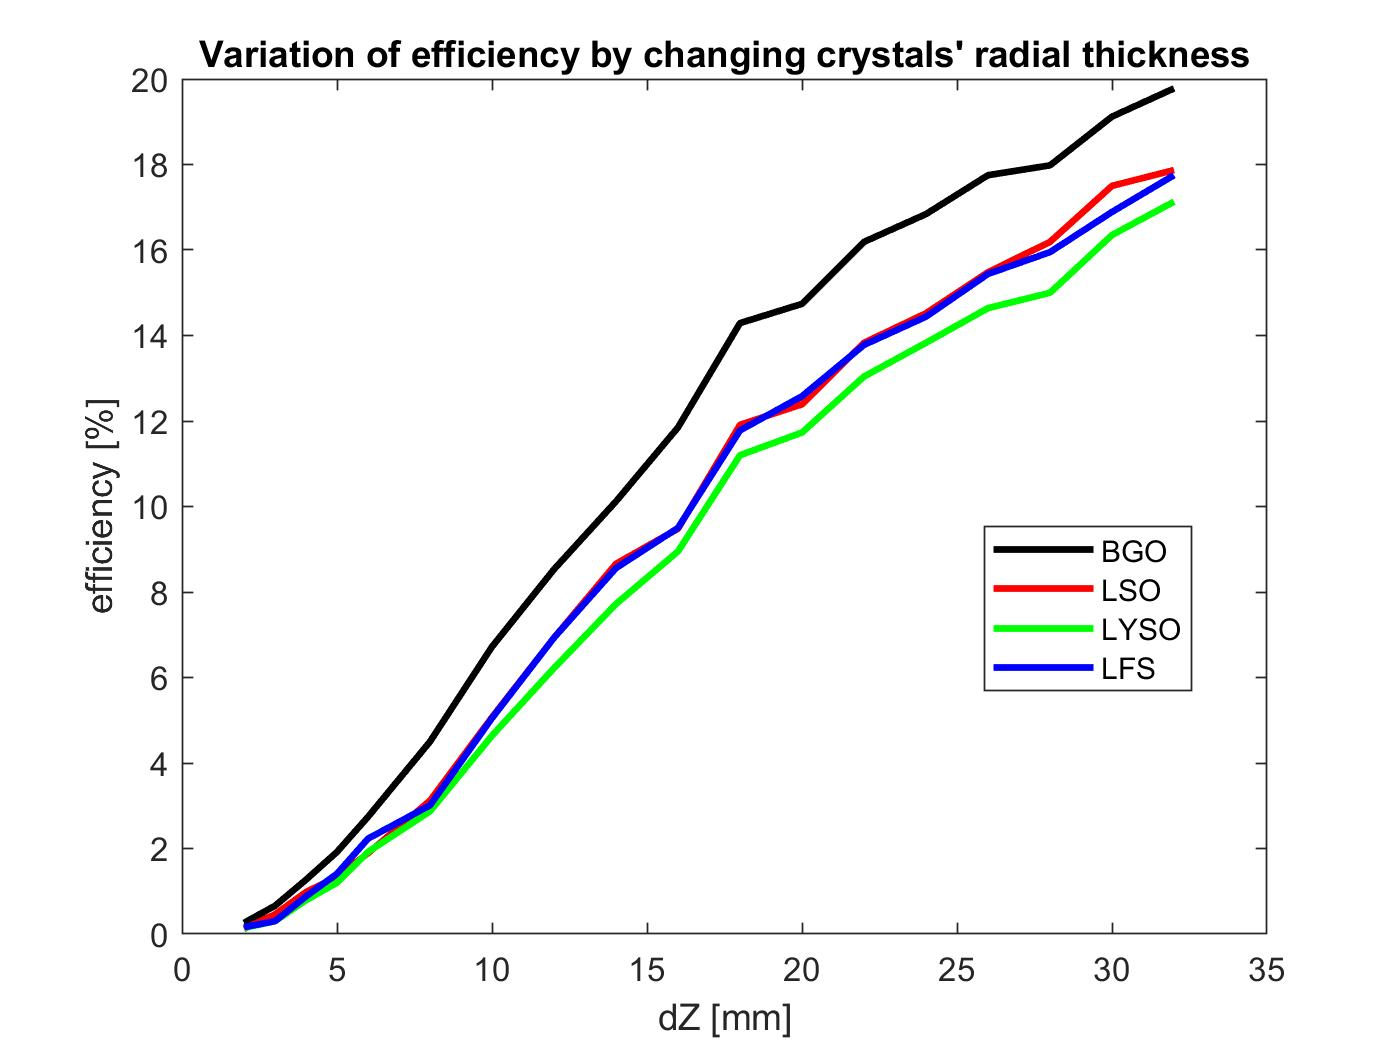 Variation of efficiency by changing crystals' radial thickness
20
18
16
14
12
10
8
6
4
2
0
efficiency [%]
BGO
LSO
LYSO
LFS
0 5 10 15 20 25 30 35
dZ [mm]